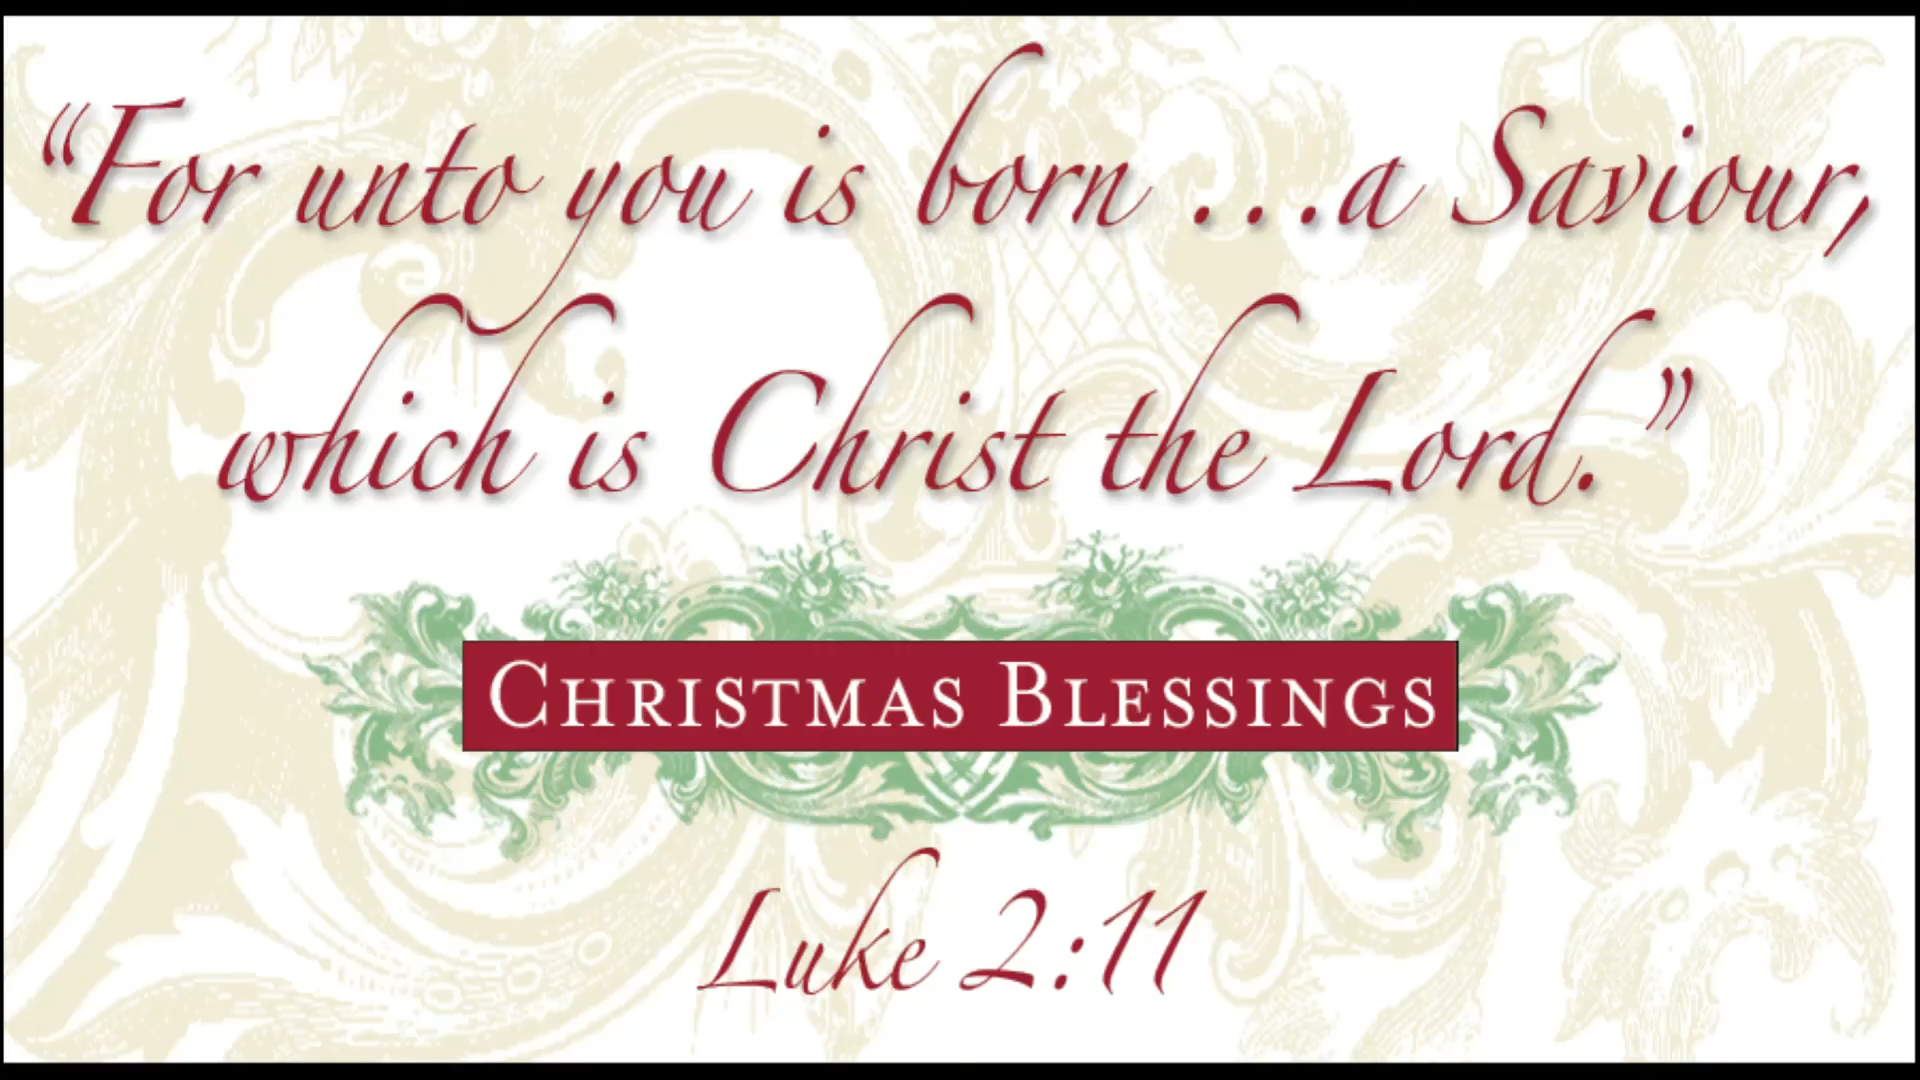 “For unto you is born ...a Saviour,
which is Christ the Lord.”
CHRISTMAS BLESSINGS
Luke 2:11